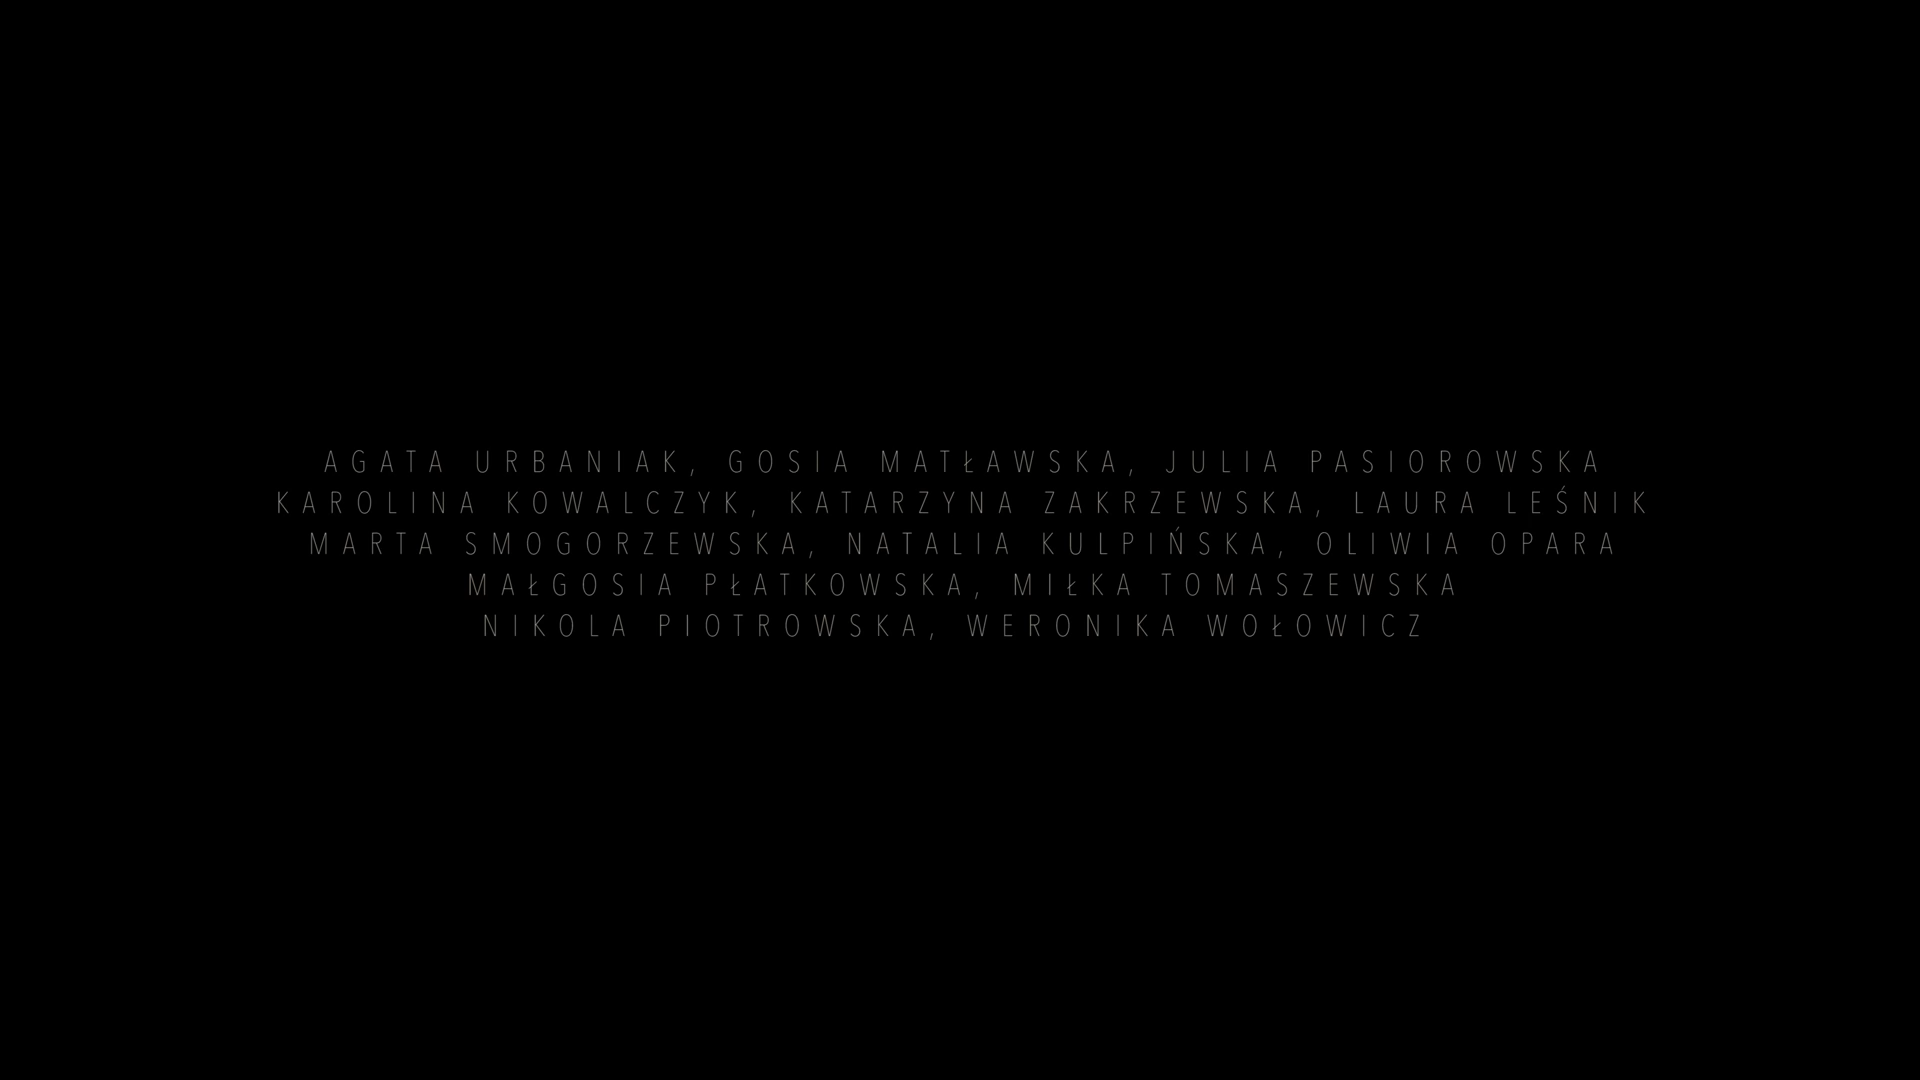 AGATA URBANIAK, GOSIA MATŁAWSKA, JULIA PASIOROWSKA
KAROLINA KOWALCZYK, KATARZYNA ZAKRZEWSKA, LAURA LEŚNIK
MARTA SMOGORZEWSKA, NATALIA KULPIŃSKA, OLIWIA OPARA
MAŁGOSIA PŁATKOWSKA, MIŁKA TOMASZEWSKA
NIKOLA PIOTROWSKA, WERONIKA WOŁOWICZ